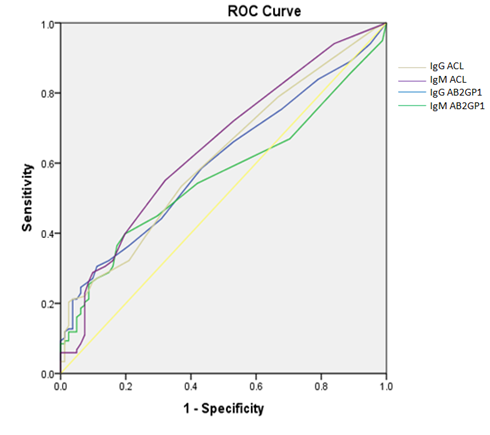 ROC Curve
1.0
0.8
0.6
0.4
0.2
0.0
Sensitivity
0.0 0.2 0.4 0.6 0.8 1.0
1 - Specificity
IgG ACL
IgM ACL
IgG AB2GP1
IgM AB2GP1